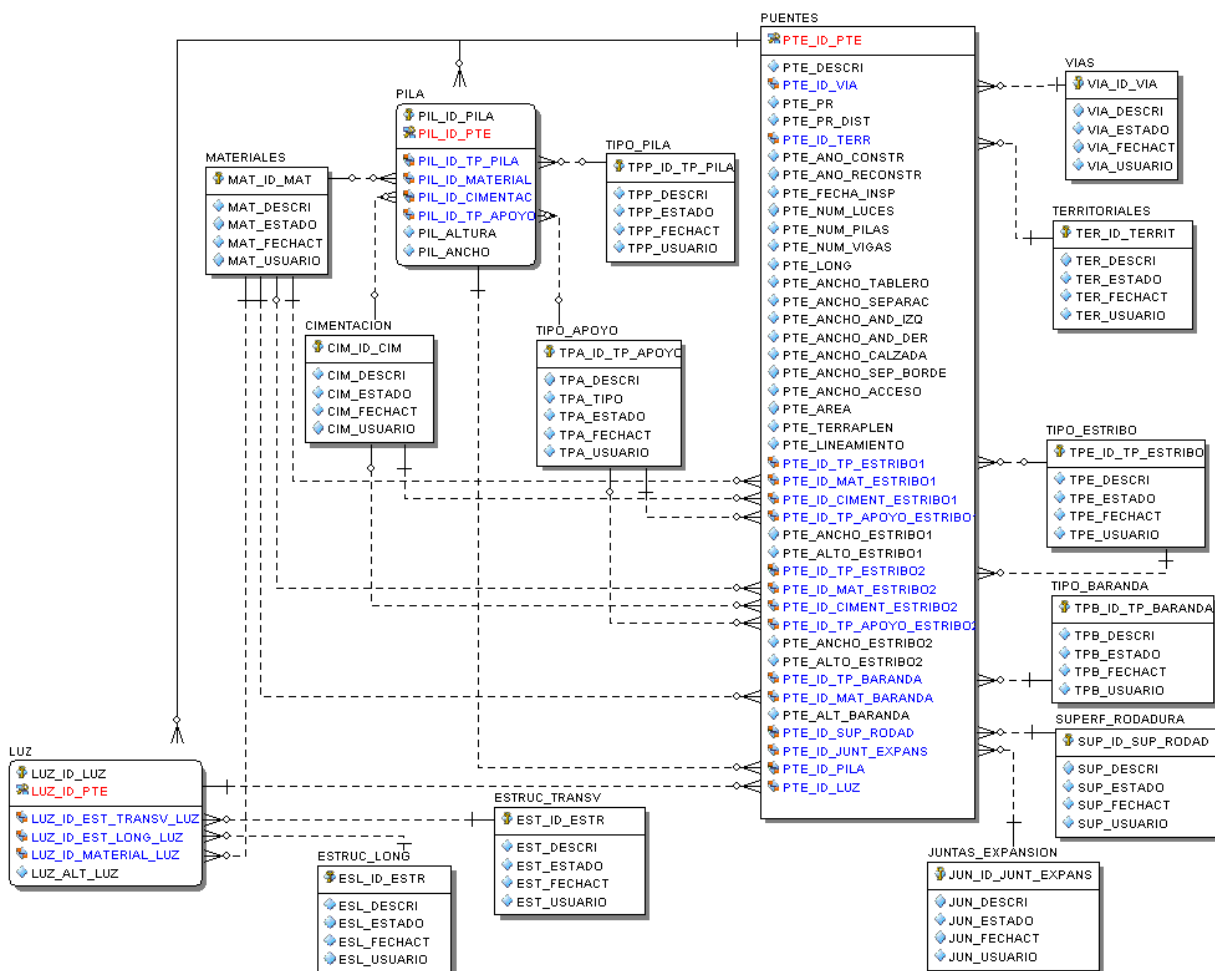 PUENTES
PTE_ID_PTE
PTE_DESCRI
PTE_ID_VIA
PTE_PR
PTE_PR_DIST
PTE_ID_TERR
PTE_ANO_CONSTR
PTE_ANO_RECONSTR
PTE_FECHA_INSP
PTE_NUM_LUCES
PTE_NUM_PILAS
PTE_NUM_VIGAS
PTE_LONG
PTE_ANCHO_TABLERO
PTE_ANCHO_SEPARAC
PTE_ANCHO_AND_IZQ
PTE_ANCHO_AND_DER
PTE_ANCHO_CALZADA
PTE_ANCHO_SEP_BORDE
PTE_ANCHO_ACCESO
PTE_AREA
PTE_TERRAPLEN
PTE_LINEAMIENTO
PTE_ID_TP_ESTRIBO1
PTE_ID_MAT_ESTRIBO1
PTE_ID_CIMENT_ESTRIBO1
PTE_ID_TP_APOYO_ESTRIBO1
PTE_ANCHO_ESTRIBO1
PTE_ALTO_ESTRIBO1
PTE_ID_TP_ESTRIBO2
PTE_ID_MAT_ESTRIBO2
PTE_ID_CIMENT_ESTRIBO2
PTE_ID_TP_APOYO_ESTRIBO2
PTE_ANCHO_ESTRIBO2
PTE_ALTO_ESTRIBO2
PTE_ID_TP_BARANDA
PTE_ID_MAT_BARANDA
PTE_ALT_BARANDA
PTE_ID_SUP_RODAD
PTE_ID_JUNT_EXPANS
PTE_ID_PILA
PTE_ID_LUZ
VIAS
VIA_ID_VIA
VIA_DESCRI
VIA_ESTADO
VIA_FECHACT
VIA_USUARIO
PILA
PIL_ID_PILA
PIL_ID_PTE
PIL_ID_TP_PILA
PIL_ID_MATERIAL
PIL_ID_CIMENTAC
PIL_ID_TP_APOYO
PIL_ALTURA
PIL_ANCHO
TIPO_PILA
TPP_ID_TP_PILA
TPP_DESCRI
TPP_ESTADO
TPP_FECHACT
TPP_USUARIO
MATERIALES
MAT_ID_MAT
MAT_DESCRI
MAT_ESTADO
MAT_FECHACT
MAT_USUARIO
TERRITORIALES
TER_ID_TERRIT
TER_DESCRI
TER_ESTADO
TER_FECHACT
TER_USUARIO
CIMENTACION
CIM_ID_CIM
CIM_DESCRI
CIM_ESTADO
CIM_FECHACT
CIM_USUARIO
TIPO_APOYO
TPA_ID_TP_APOYO
TPA_DESCRI
TPA_TIPO
TPA_ESTADO
TPA_FECHACT
TPA_USUARIO
TIPO_ESTRIBO
TPE_ID_TP_ESTRIBO
TPE_DESCRI
TPE_ESTADO
TPE_FECHACT
TPE_USUARIO
TIPO_BARANDA
TPB_ID_TP_BARANDA
TPB_DESCRI
TPB_ESTADO
TPB_FECHACT
TPB_USUARIO
SUPERF_RODADURA
SUP_ID_SUP_RODAD
SUP_DESCRI
SUP_ESTADO
SUP_FECHACT
SUP_USUARIO
LUZ
LUZ_ID_LUZ
LUZ_ID_PTE
LUZ_ID_EST_TRANSV_LUZ
LUZ_ID_EST_LONG_LUZ
LUZ_ID_MATERIAL_LUZ
LUZ_ALT_LUZ
ESTRUC_TRANSV
EST_ID_ESTR
EST_DESCRI
EST_ESTADO
EST_FECHACT
EST_USUARIO
ESTRUC_LONG
ESL_ID_ESTR
ESL_DESCRI
ESL_ESTADO
ESL_FECHACT
ESL_USUARIO
JUNTAS_EXPANSION
JUN_ID_JUNT_EXPANS
JUN_DESCRI
JUN_ESTADO
JUN_FECHACT
JUN_USUARIO